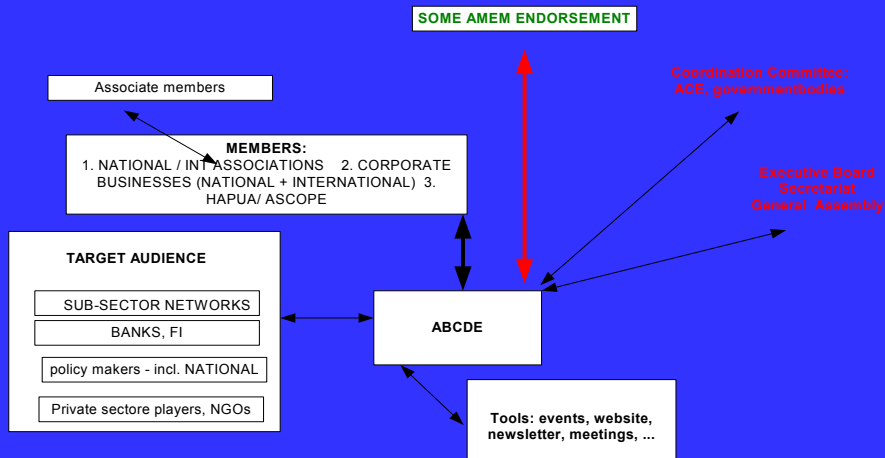 SOME AMEM ENDORSEMENT
Coordination Committee:
ACE, governmentbodies
Associate members
MEMBERS:
1. NATIONAL / INT ASSOCIATIONS 2. CORPORATE
BUSINESSES (NATIONAL + INTERNATIONAL) 3.
HAPUA/ ASCOPE
Executive Board
Secretariat
General Assembly
TARGET AUDIENCE
SUB-SECTOR NETWORKS
BANKS, FI
policy makers - incl. NATIONAL
Private sectore players, NGOs
ABCDE
Tools: events, website,
newsletter, meetings, ...